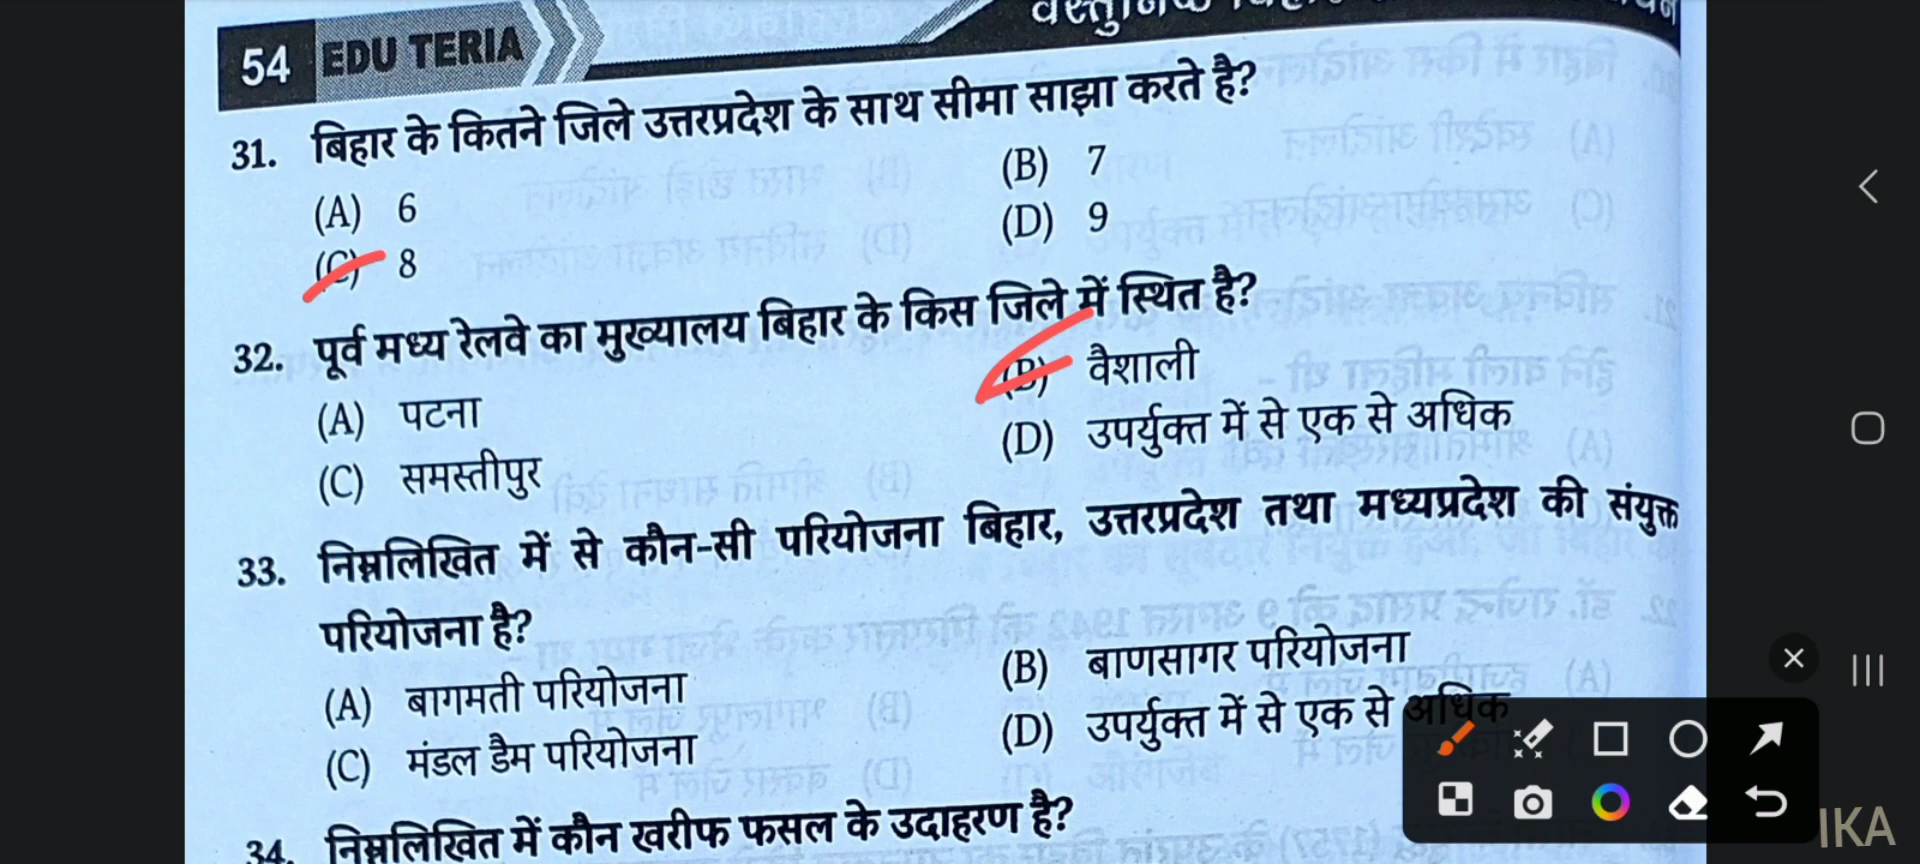 54 EDU TERIA
31. बिहार के कितने जिले उत्तरप्रदेश के साथ सीमा साझा करते है?
(A) 6 (B) 7
(C) 8 (D) 9
32. पूर्व मध्य रेलवे का मुख्यालय बिहार के किस जिले में स्थित है?
(A) पटना (B) वैशाली
(C) समस्तीपुर (D) उपर्युक्त में से एक से अधिक
33. निम्नलिखित में से कौन-सी परियोजना बिहार, उत्तरप्रदेश तथा मध्यप्रदेश की संयुक्त
परियोजना है?
(A) बागमती परियोजना (B) बाणसागर परियोजना
(C) मंडल डैम परियोजना (D) उपर्युक्त में से एक से अधिक
34. निम्नलिखित में कौन खरीफ फसल के उदाहरण है?
IKA